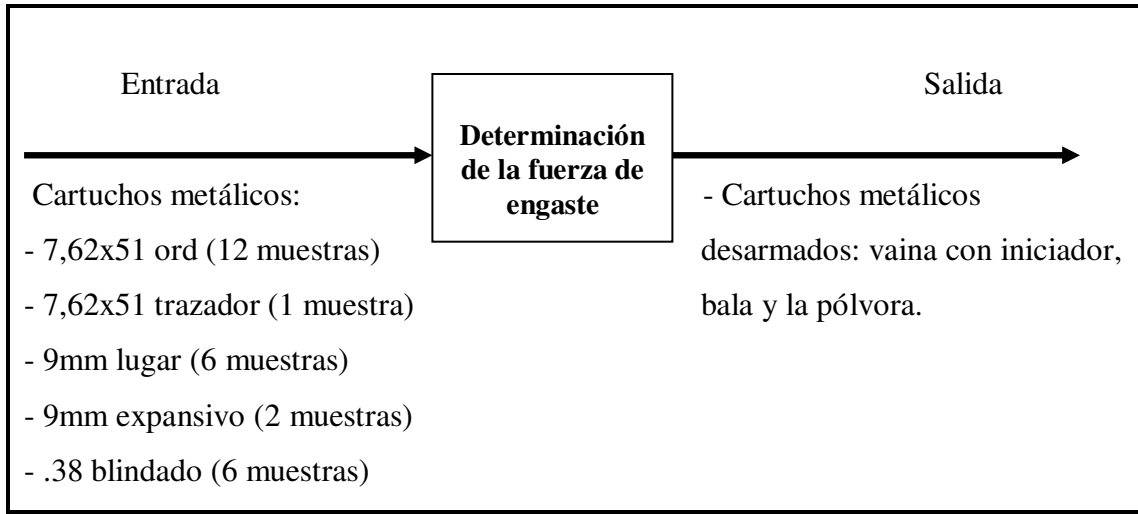 Entrada
Determinación
de la fuerza de
engaste
Salida
Cartuchos metálicos:
- 7,62x51 ord (12 muestras)
- 7,62x51 trazador (1 muestra)
- 9mm lugar (6 muestras)
- 9mm expansivo (2 muestras)
- .38 blindado (6 muestras)
- Cartuchos metálicos
desarmados: vaina con iniciador,
bala y la pólvora.